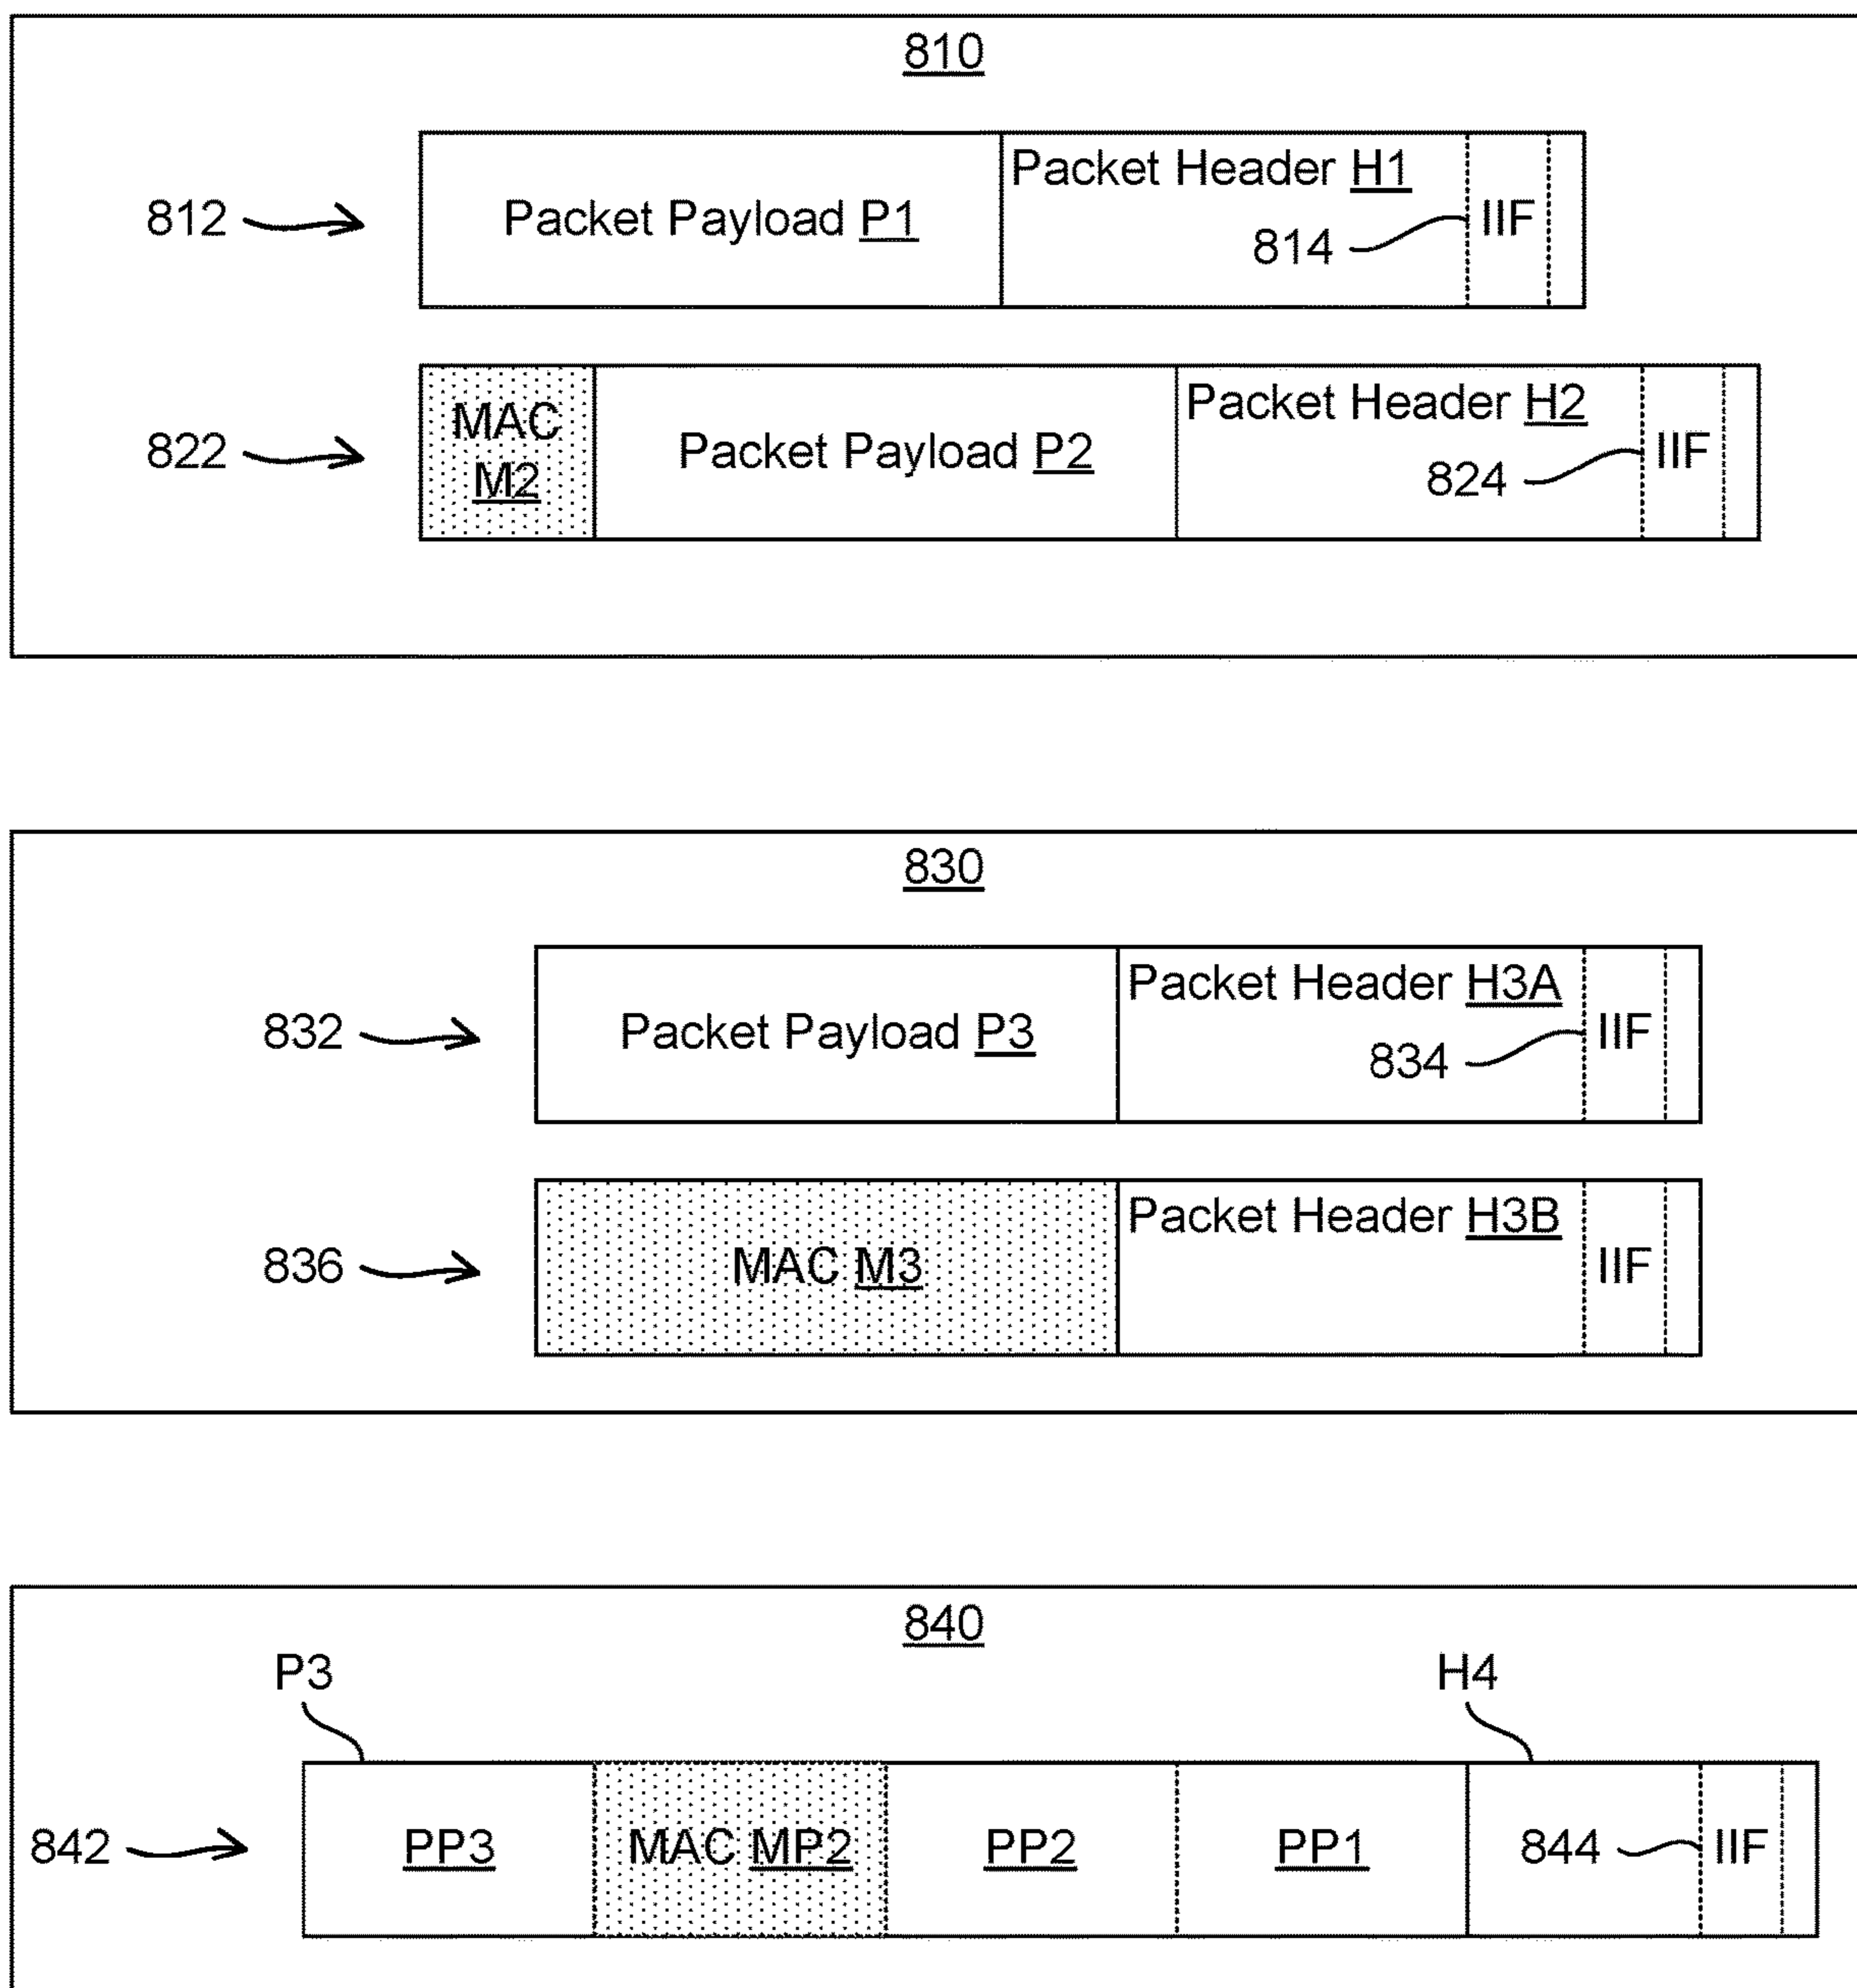 810
812 Packet Payload P1 Packet Header H1 814 IIF
822 MAC M2 Packet Payload P2 Packet Header H2 824 IIF
830
832 Packet Payload P3 Packet Header H3A 834 IIF
836 MAC M3 Packet Header H3B IIF
840
P3 H4
842 PP3 MAC MP2 PP2 PP1 844 IIF